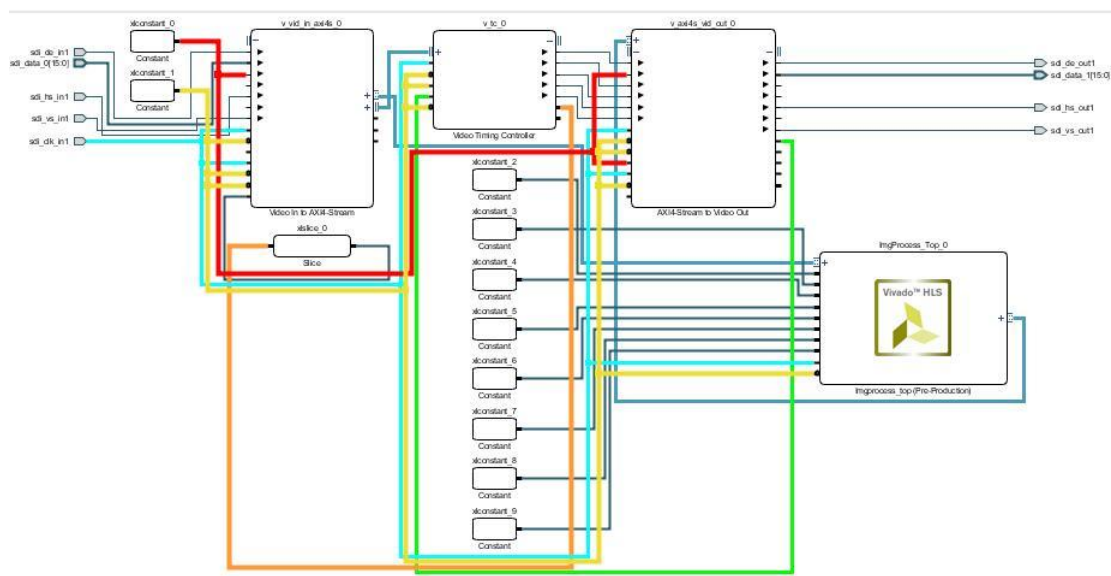 xlconstant_0
Constant
xlconstant_1
Constant
sdi_de_in1
sdi_data_0[15:0]
sdi_hs_in1
sdi_vs_in1
sdi_clk_in1
v_vid_in_axi4s_0
Video In to AXI4-Stream
v_tc_0
Video Timing Controller
v_axi4s_vid_out_0
AXI4-Stream to Video Out
sdi_de_out1
sdi_data_1[15:0]
sdi_hs_out1
sdi_vs_out1
xlslice_0
Slice
xlconstant_2
Constant
xlconstant_3
Constant
xlconstant_4
Constant
xlconstant_5
Constant
xlconstant_6
Constant
xlconstant_7
Constant
xlconstant_8
Constant
xlconstant_9
Constant
ImgProcess_Top_0
Vivado™ HLS
Imgprocess_top (Pre-Production)